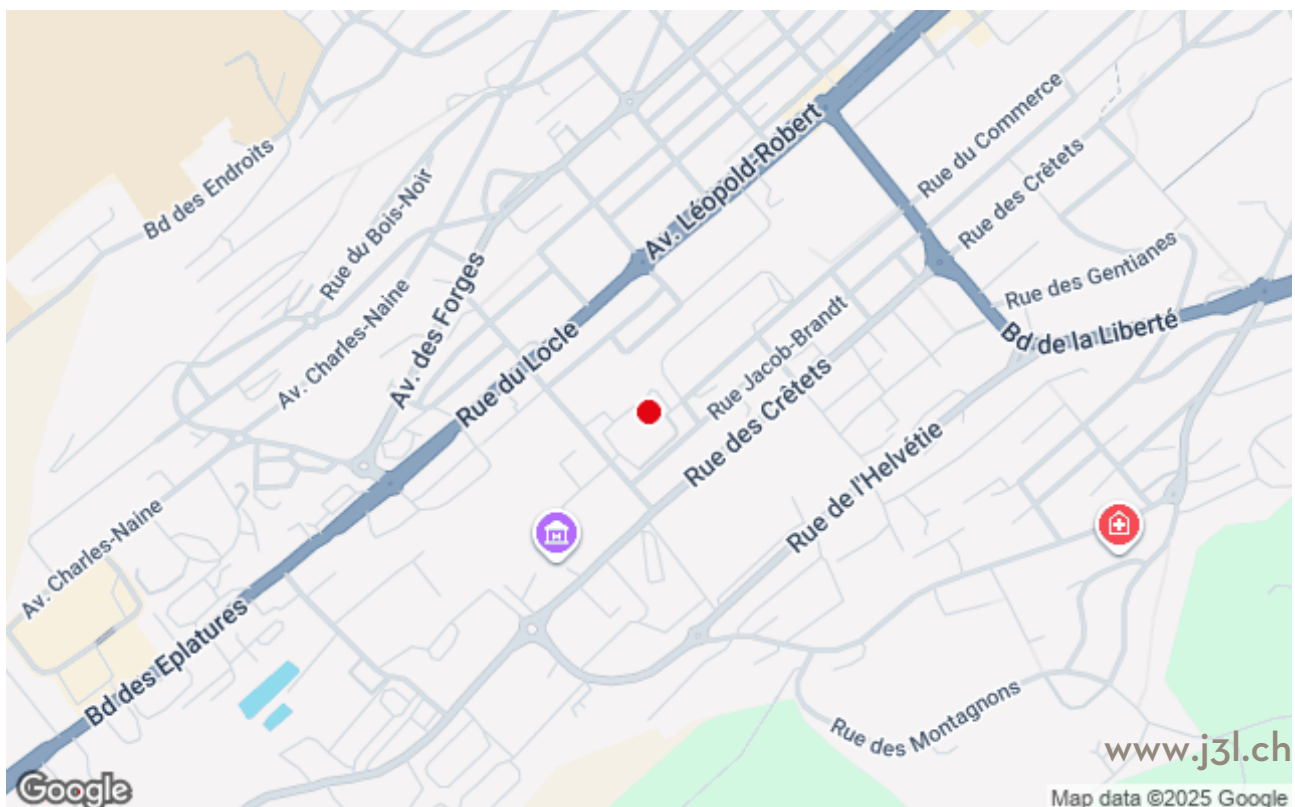 Bd des Endroits
Rue du Bois-Noir
Av. Charles-Naine
Av. des Forges
Rue du Locle
Av. Léopold-Robert
Rue du Commerce
Rue des Crêtets
Rue des Gentianes
Bd de la Liberté
Rue Jacob-Brandt
Rue des Crêtets
Rue de l'Helvétie
Av. Charles-Naine
Bd des Eplatures
M
Rue des Montagnons
www.j3l.ch
Google
Map data ©2025 Google